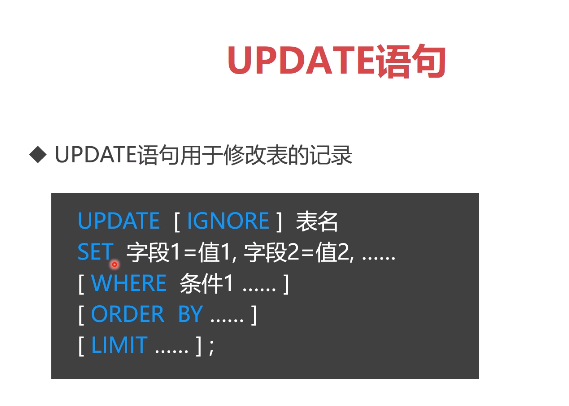 UPDATE语句
◆ UPDATE语句用于修改表的记录
UPDATE [ IGNORE ] 表名
SET 字段1=值1, 字段2=值2, ……
[ WHERE 条件1 …… ]
[ ORDER BY …… ]
[ LIMIT …… ] ;